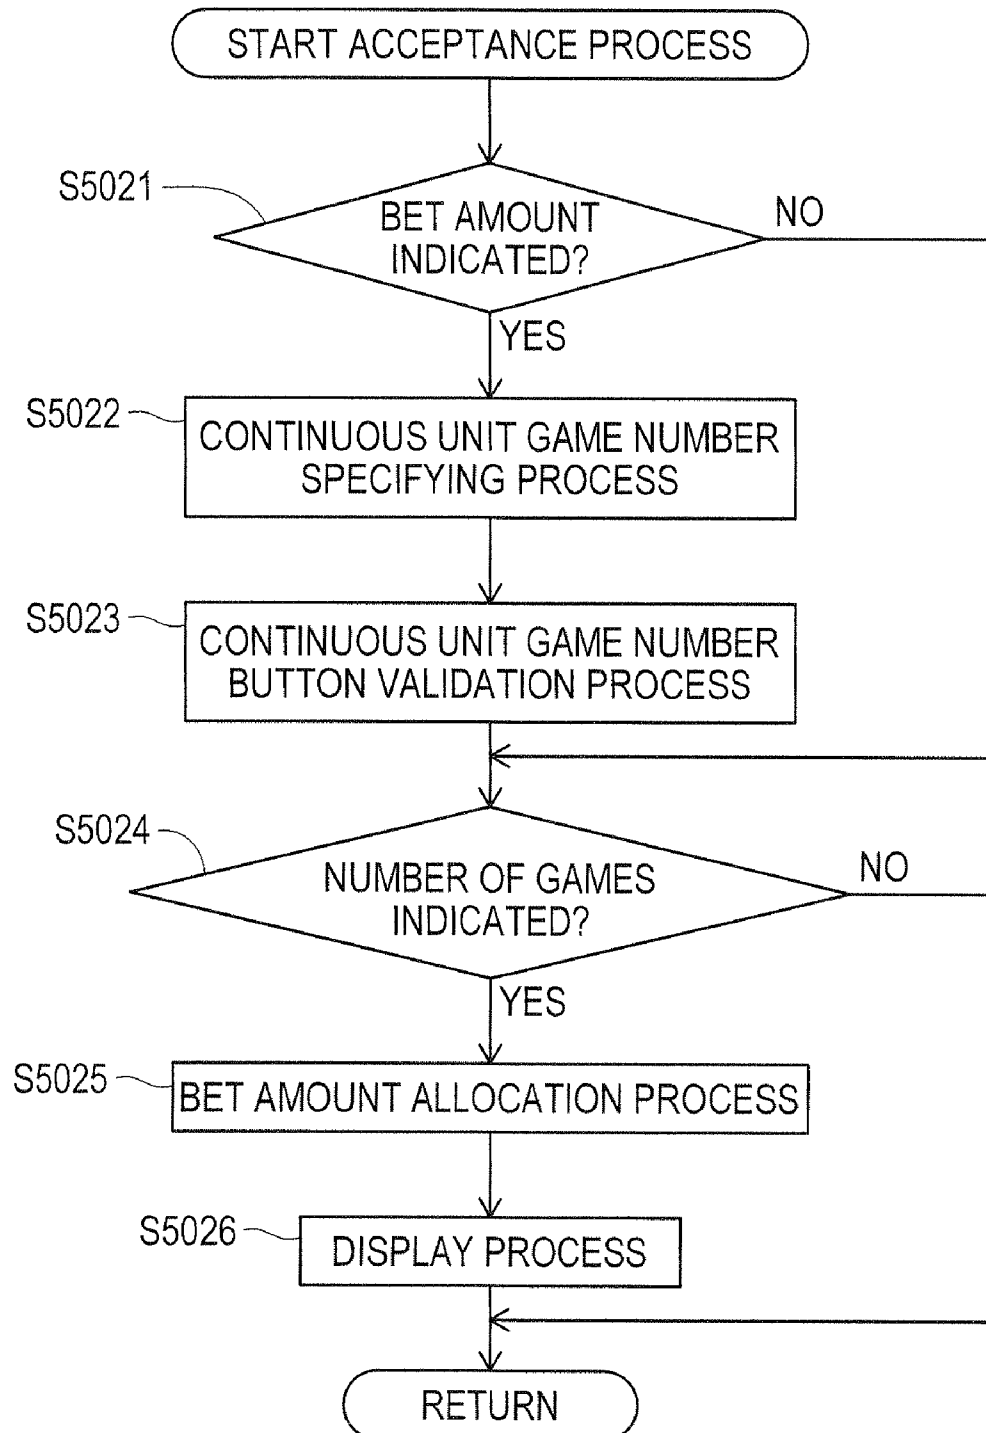 START ACCEPTANCE PROCESS
S5021
BET AMOUNT
INDICATED?
NO
YES
S5022
CONTINUOUS UNIT GAME NUMBER
SPECIFYING PROCESS
S5023
CONTINUOUS UNIT GAME NUMBER
BUTTON VALIDATION PROCESS
S5024
NUMBER OF GAMES
INDICATED?
NO
YES
S5025
BET AMOUNT ALLOCATION PROCESS
S5026
DISPLAY PROCESS
RETURN